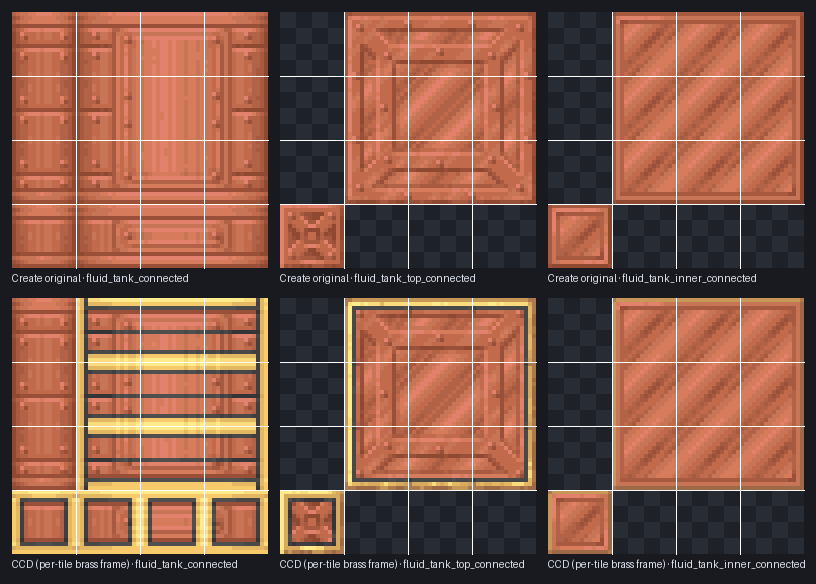 Create original · fluid_tank_connected
Create original · fluid_tank_top_connected
Create original · fluid_tank_inner_connected
CCD (per-tile brass frame) · fluid_tank_connected
CCD (per-tile brass frame) · fluid_tank_top_connected
CCD (per-tile brass frame) · fluid_tank_inner_connected